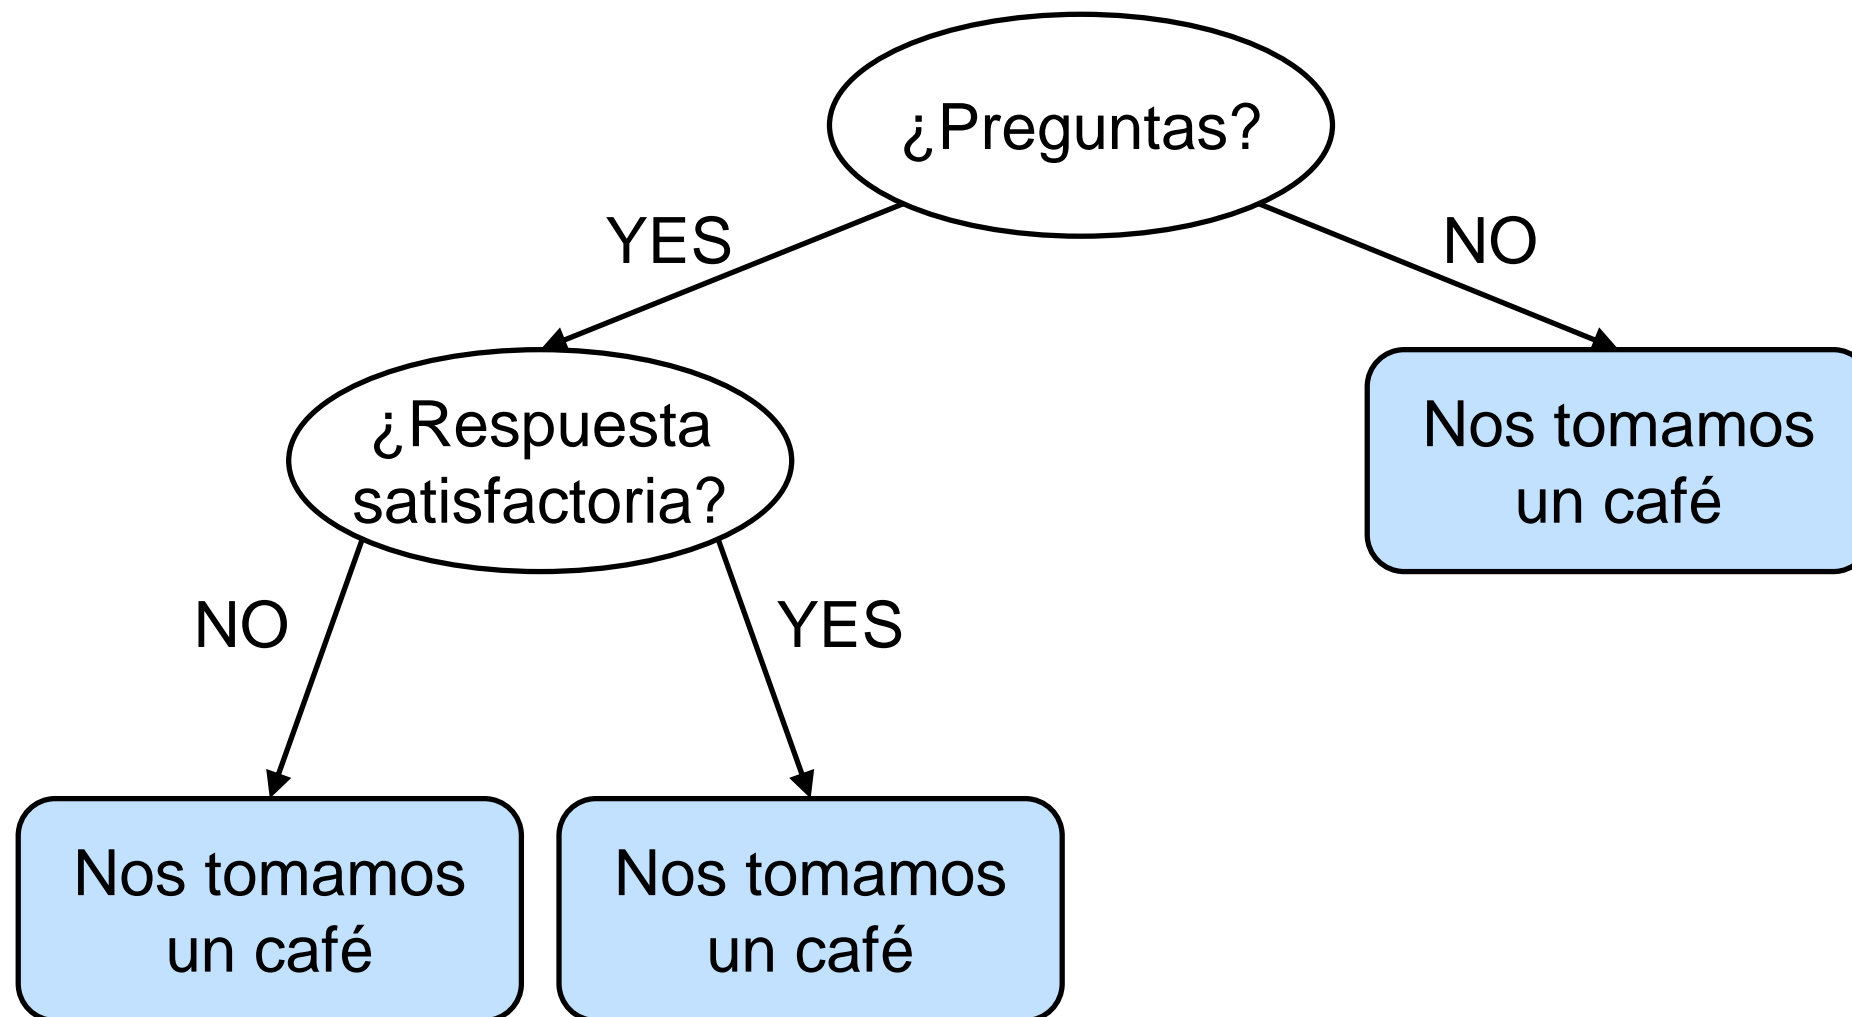 ¿Preguntas?
YES
NO
¿Respuesta
satisfactoria?
Nos tomamos
un café
NO
YES
Nos tomamos
un café
Nos tomamos
un café